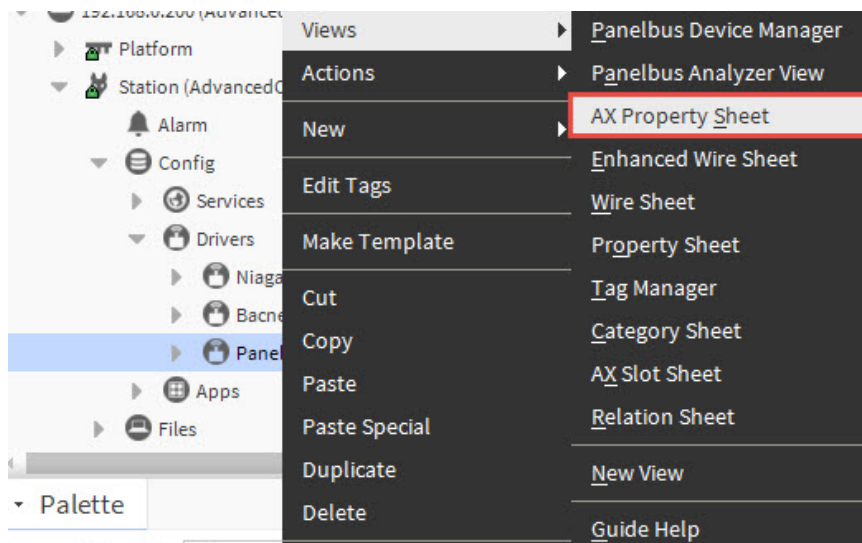 192.168.0.200 (Advanced
Platform
Station (AdvancedC
Alarm
Config
Services
Drivers
Niaga
Bacne
Panel
Apps
Files
Palette
Views
Actions
New
Edit Tags
Make Template
Cut
Copy
Paste
Paste Special
Duplicate
Delete
Panelbus Device Manager
Panelbus Analyzer View
AX Property Sheet
Enhanced Wire Sheet
Wire Sheet
Property Sheet
Tag Manager
Category Sheet
AX Slot Sheet
Relation Sheet
New View
Guide Help